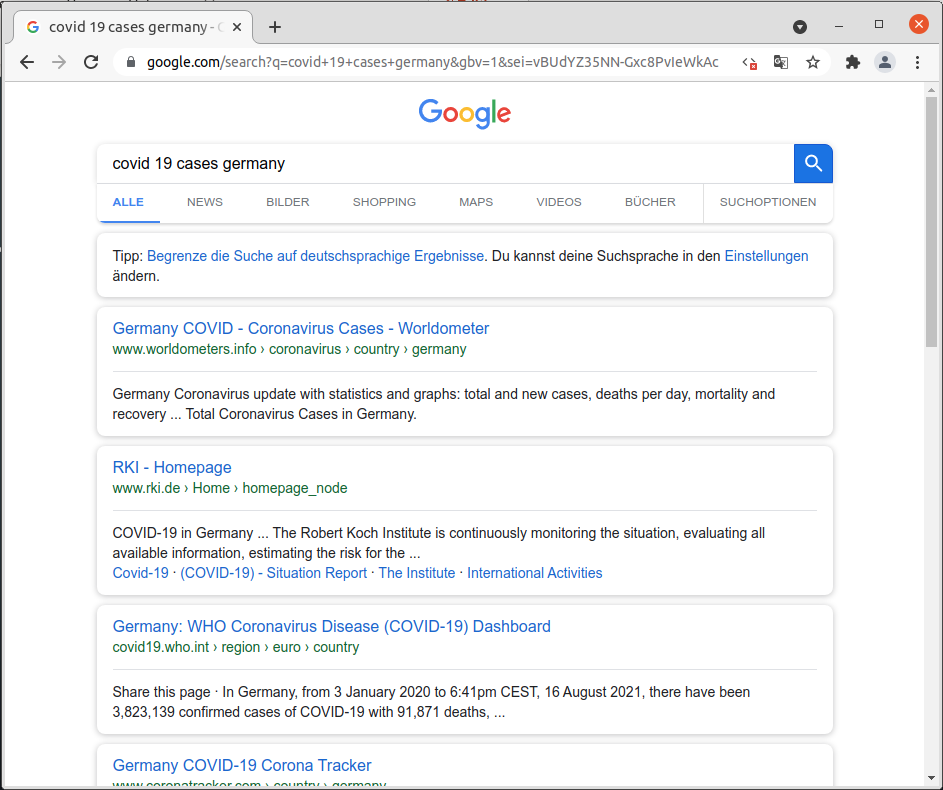 covid 19 cases germany - G
google.com/search?q=covid+19+cases+germany&gbv=1&sei=vBUdYZ35NN-Gxc8PvIeWkAc
Google
covid 19 cases germany
ALLE NEWS BILDER SHOPPING MAPS VIDEOS BÜCHER SUCHOPTIONEN
Tipp: Begrenze die Suche auf deutschsprachige Ergebnisse. Du kannst deine Suchsprache in den Einstellungen
ändern.
Germany COVID - Coronavirus Cases - Worldometer
www.worldometers.info › coronavirus › country › germany
Germany Coronavirus update with statistics and graphs: total and new cases, deaths per day, mortality and
recovery ... Total Coronavirus Cases in Germany.
RKI - Homepage
www.rki.de › Home › homepage_node
COVID-19 in Germany ... The Robert Koch Institute is continuously monitoring the situation, evaluating all
available information, estimating the risk for the ...
Covid-19 · (COVID-19) - Situation Report · The Institute · International Activities
Germany: WHO Coronavirus Disease (COVID-19) Dashboard
covid19.who.int › region › euro › country
Share this page · In Germany, from 3 January 2020 to 6:41pm CEST, 16 August 2021, there have been
3,823,139 confirmed cases of COVID-19 with 91,871 deaths, ...
Germany COVID-19 Corona Tracker
www.coronatracker.com › country › germany